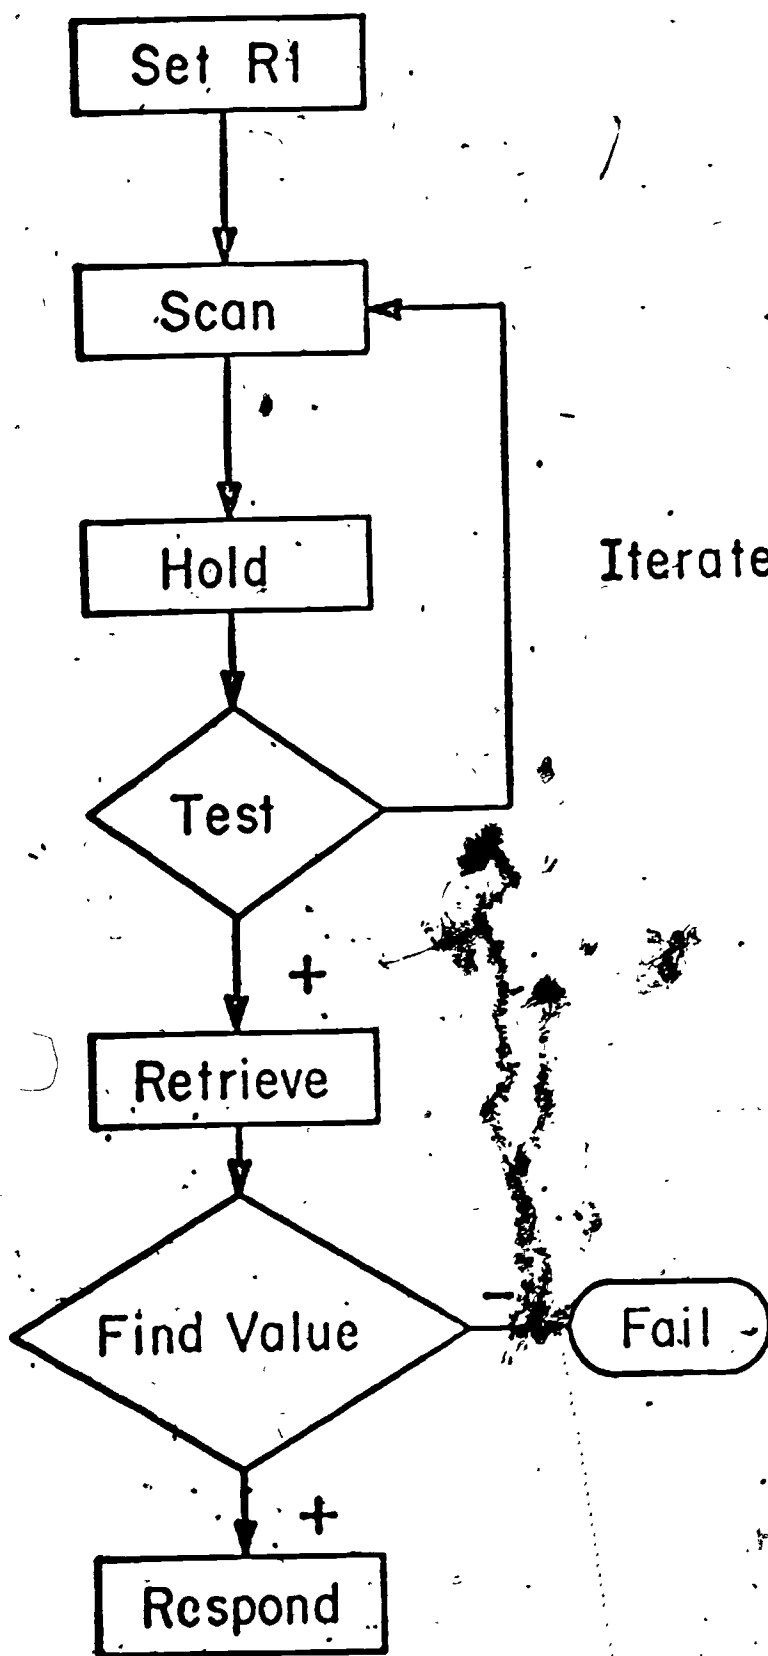 Set R1
Scan
Hold
Iterate
Test
+
Retrieve
Find Value
-
Fail
+
Respond